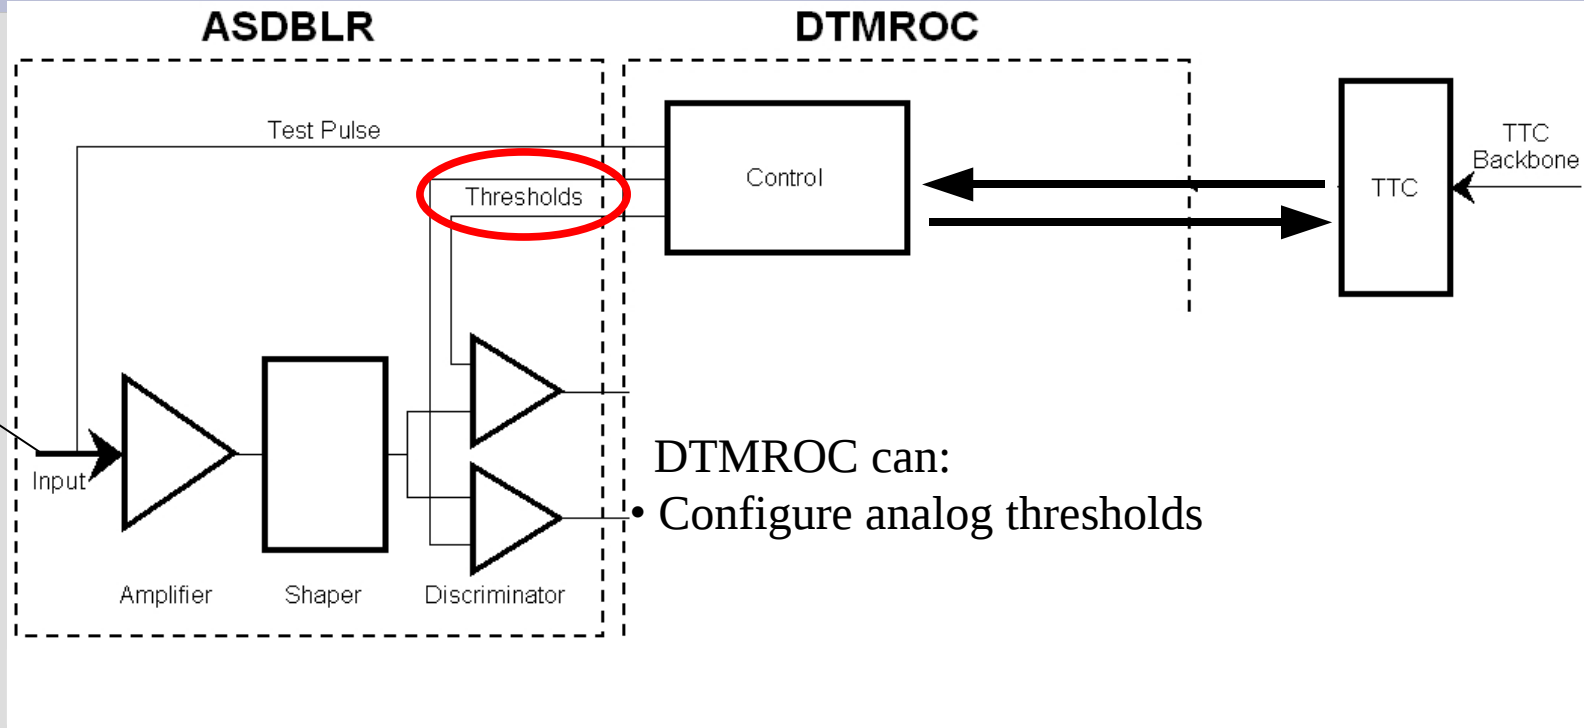 ASDBLR
DTMROC
Test Pulse
Thresholds
Control
TTC
TTC
Backbone
Input
Amplifier
Shaper
Discriminator
DTMROC can:
• Configure analog thresholds